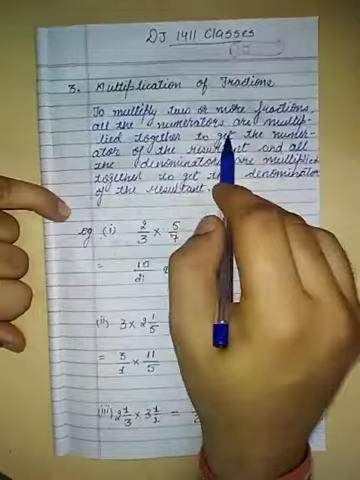 DJ 1411 Classes
3. Multiplication of Fractions
To multiply two or more fractions,
all the numerators are multip-
lied together to get the numer-
ator of the resultant and all
the denominators are multiplied
together to get the denominator
of the resultant.
eg (i) 2/3 × 5/7
= 10/21
(ii) 3 × 2 1/5
= 3/1 × 11/5
(iii) 2 1/3 × 3 1/2 =